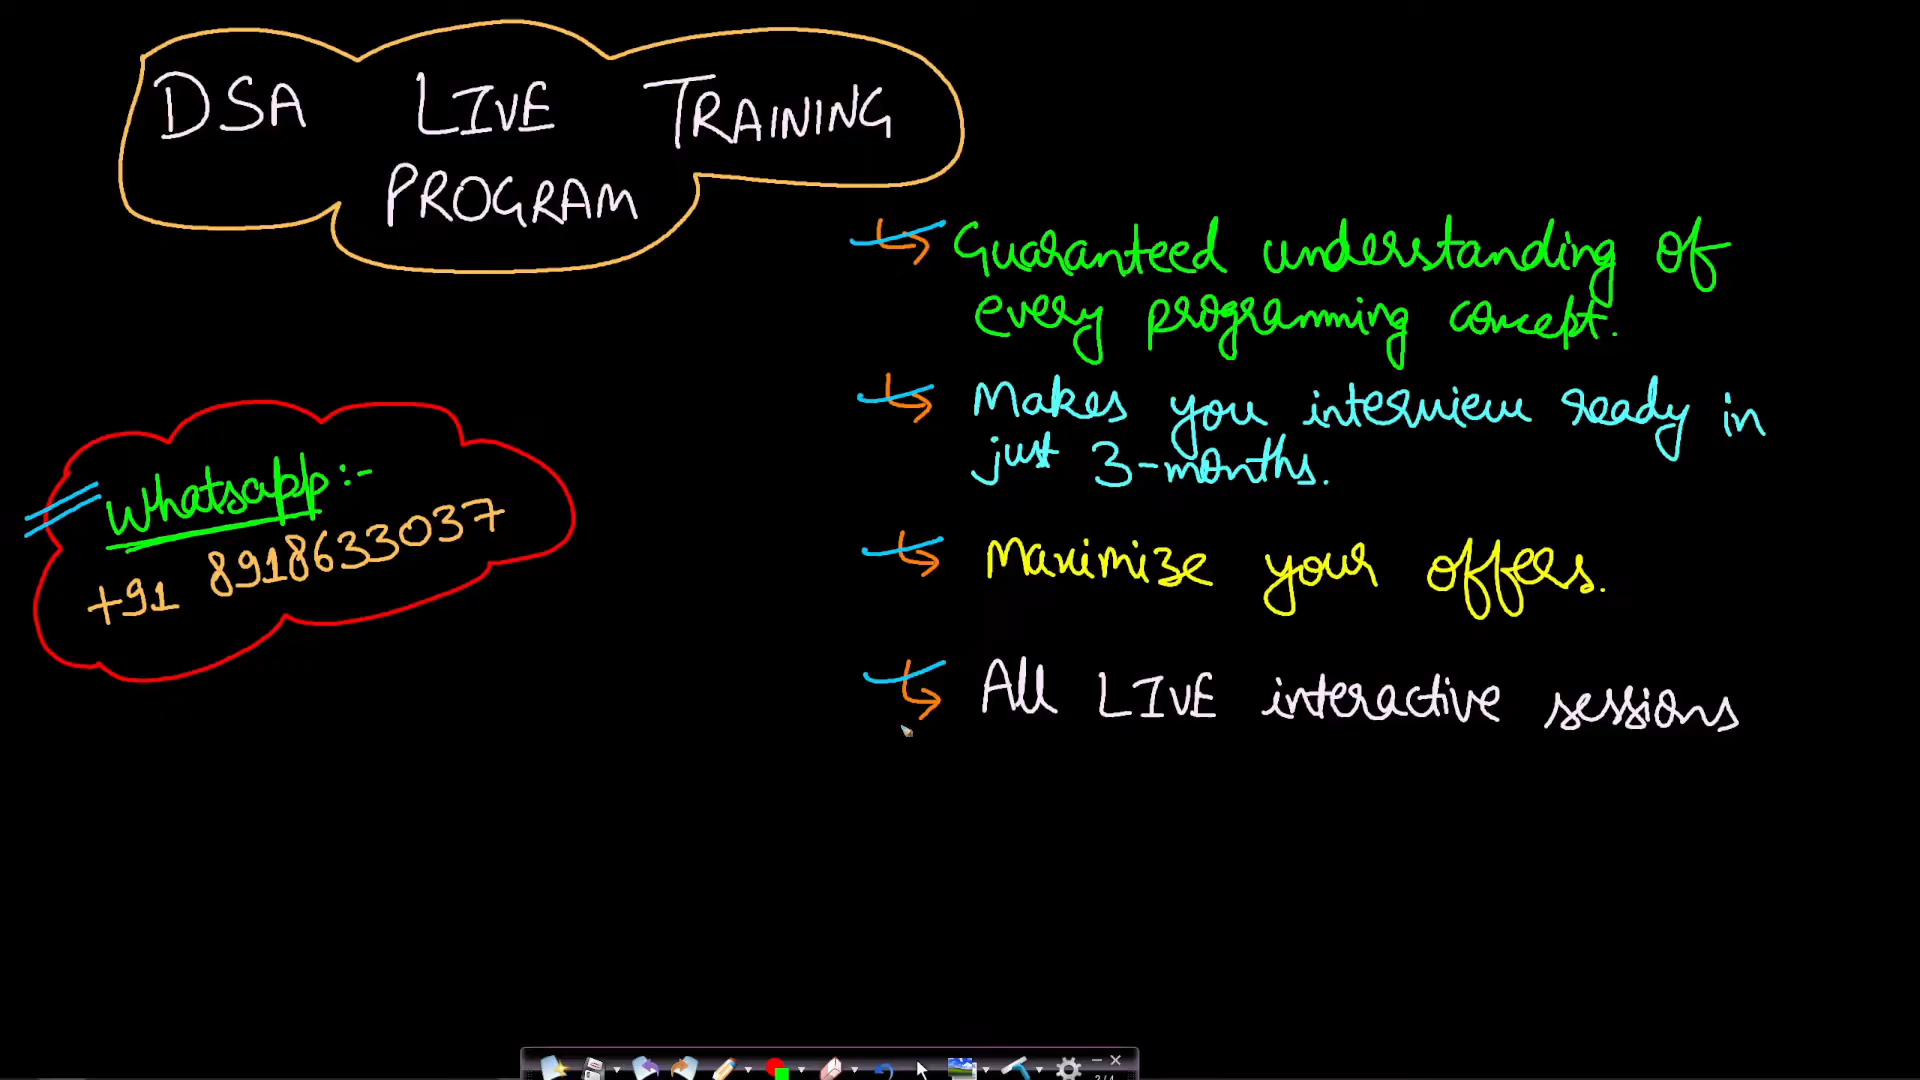 DSA LIVE TRAINING
PROGRAM
Guaranteed understanding of
every programming concept.
Makes you interview ready in
just 3-months.
Whatsapp:-
+91 8918633037
Maximize your offers.
All LIVE interactive sessions